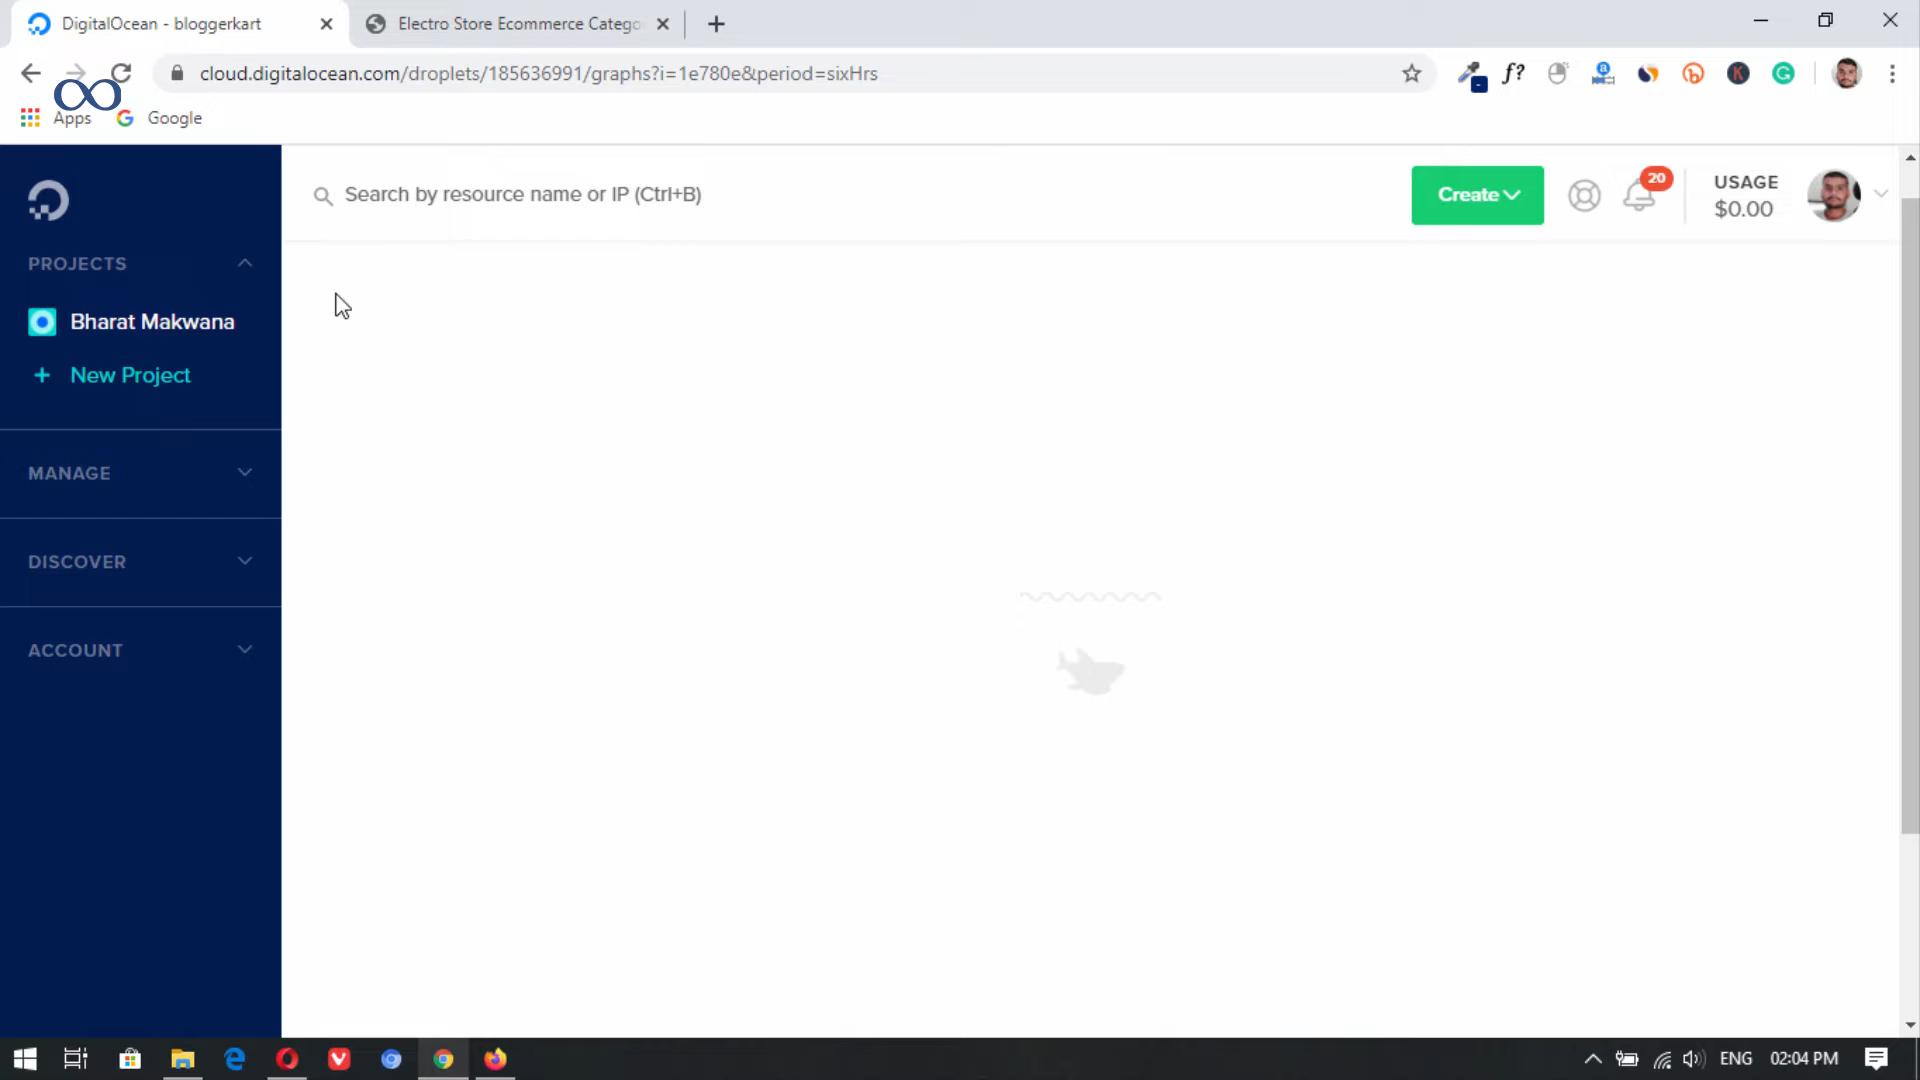 DigitalOcean - bloggerkart
Electro Store Ecommerce Catego
cloud.digitalocean.com/droplets/185636991/graphs?i=1e780e&period=sixHrs
f?
Apps
Google
Search by resource name or IP (Ctrl+B)
Create
20
USAGE
$0.00
PROJECTS
Bharat Makwana
+ New Project
MANAGE
DISCOVER
ACCOUNT
ENG
02:04 PM